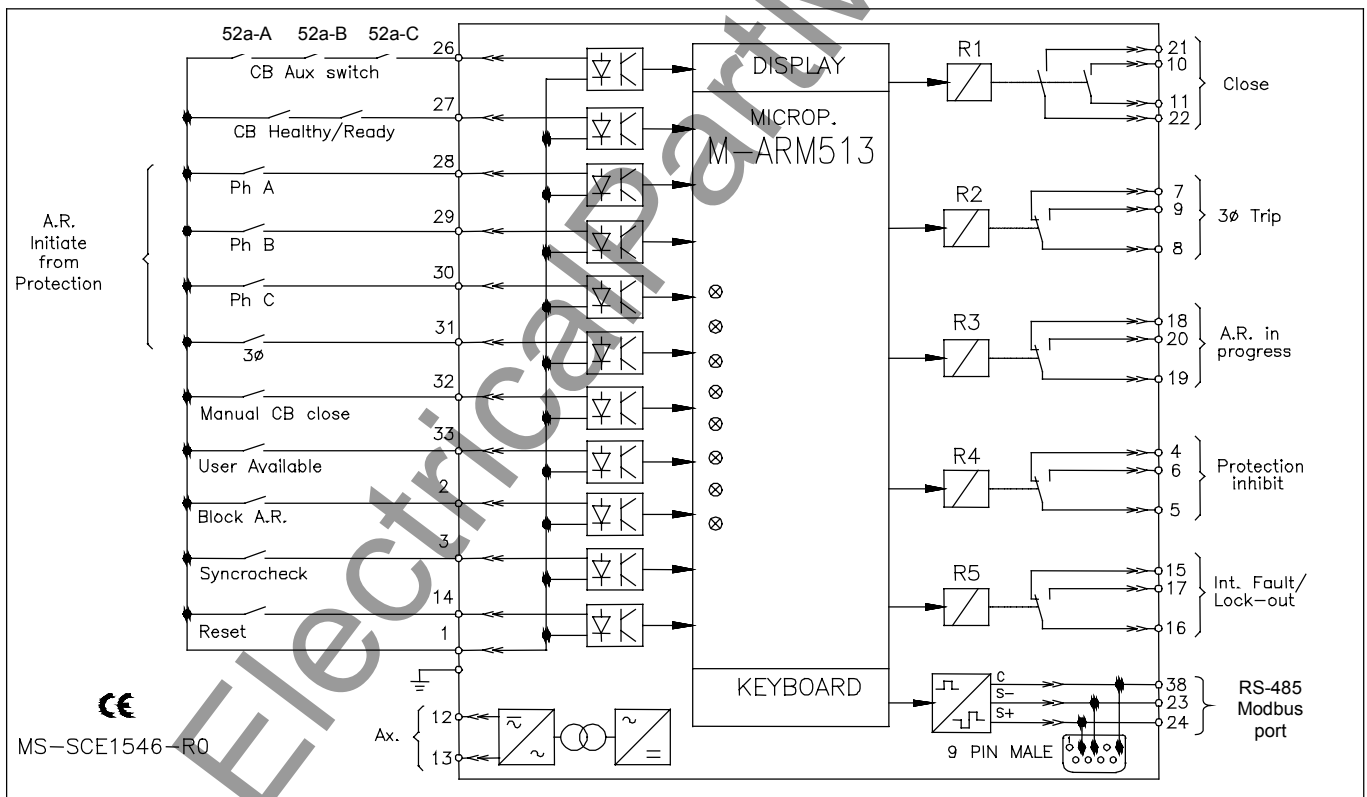 52a-A 52a-B 52a-C
CB Aux switch
26
CB Healthy/Ready
27
A.R.
Initiate
from
Protection
Ph A
28
Ph B
29
Ph C
30
3ø
31
Manual CB close
32
User Available
33
Block A.R.
2
Syncrocheck
3
Reset
14
1
CE
MS-SCE1546-R0
Ax.
12
13
DISPLAY
MICROP.
M-ARM513
KEYBOARD
R1
21
10
11
22
Close
R2
7
9
8
3ø Trip
R3
18
20
19
A.R. in
progress
R4
4
6
5
Protection
inhibit
R5
15
17
16
Int. Fault/
Lock-out
C
S-
S+
38
23
24
RS-485
Modbus
port
9 PIN MALE
1